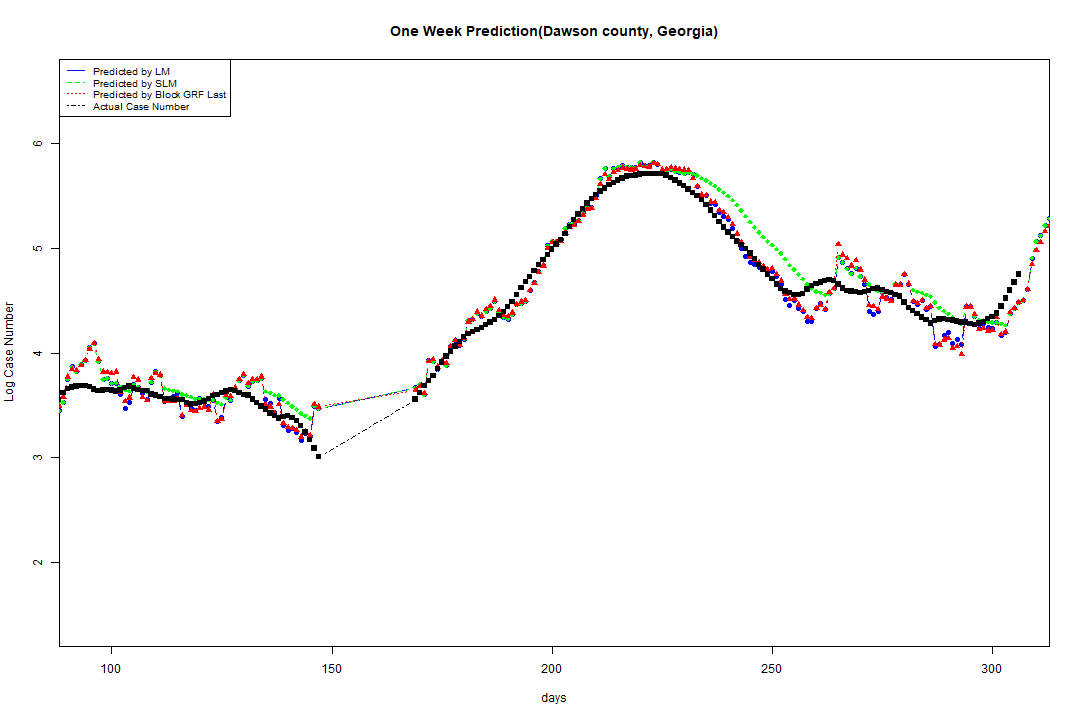 One Week Prediction(Dawson county, Georgia)
Predicted by LM
Predicted by SLM
Predicted by Block GRF Last
Actual Case Number
6
5
4
3
2
Log Case Number
100
150
200
250
300
days